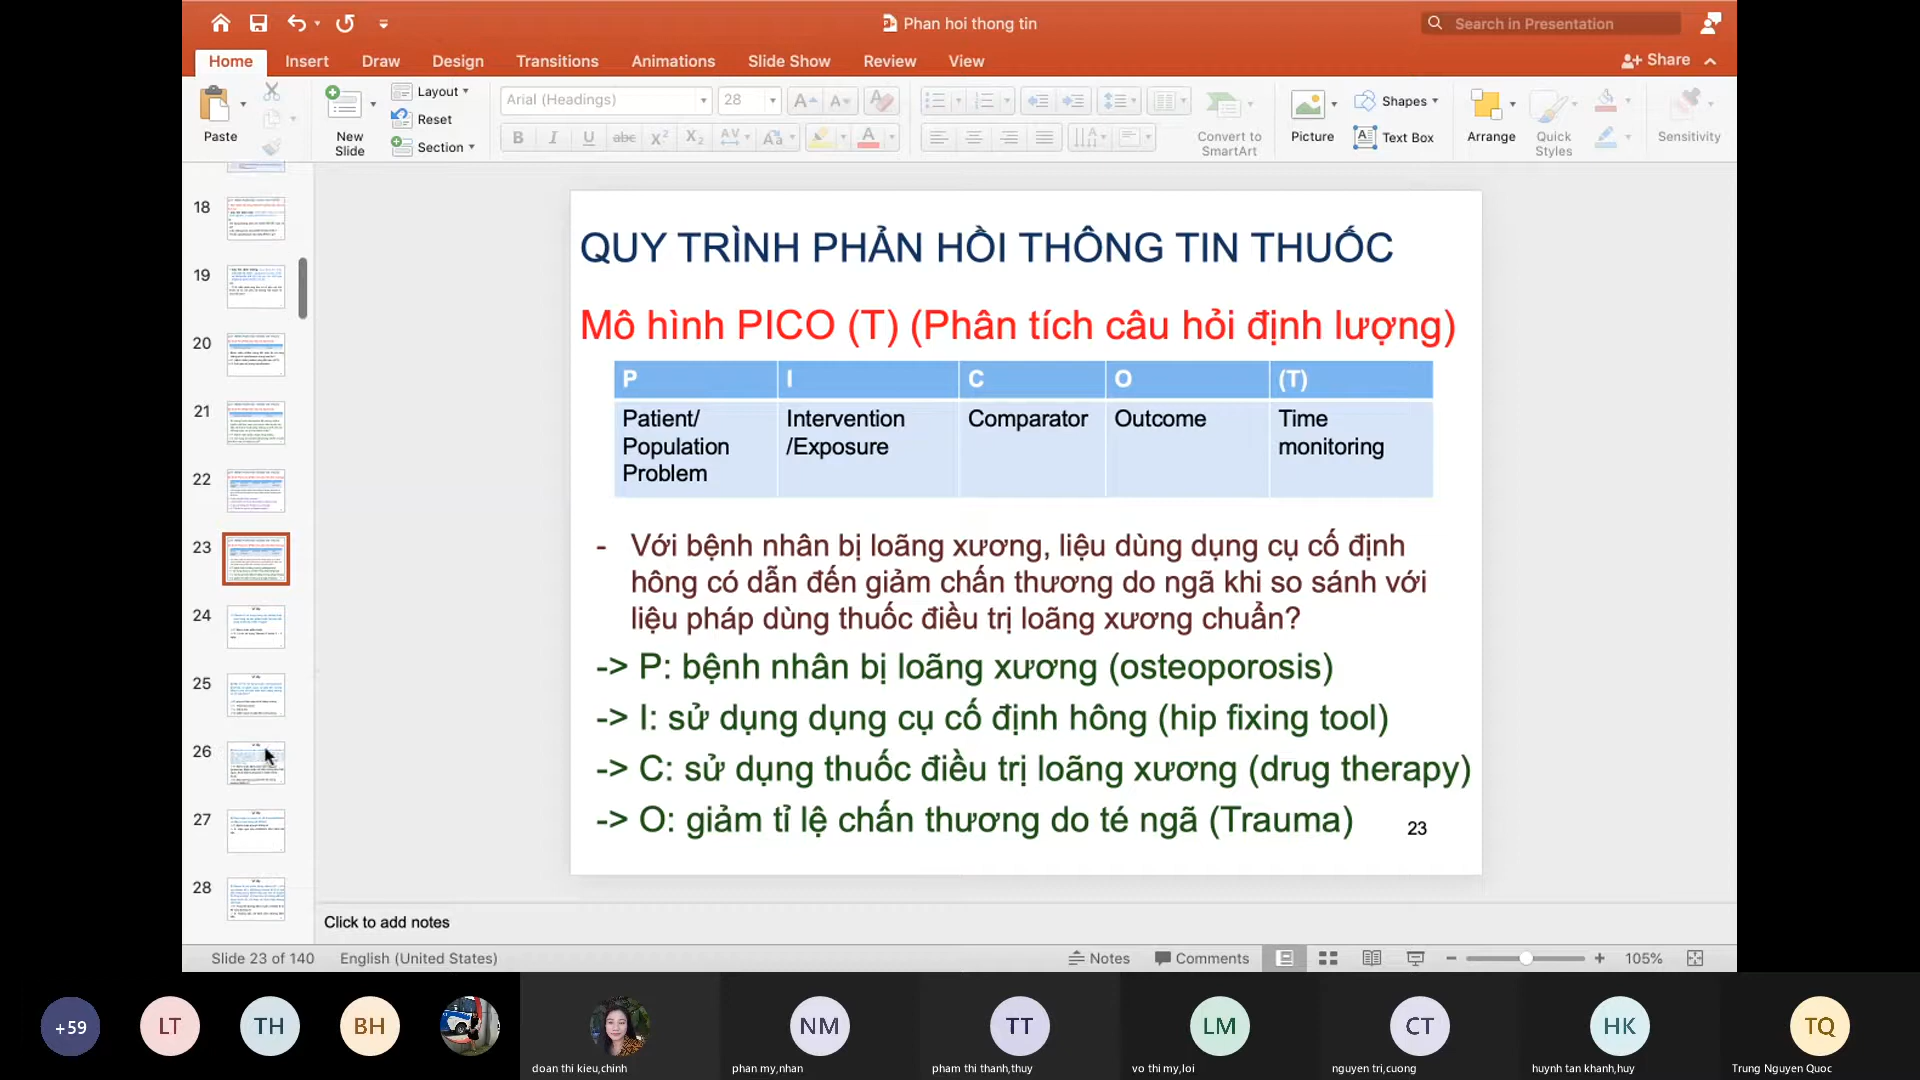 Phan hoi thong tin
Search in Presentation
Home Insert Draw Design Transitions Animations Slide Show Review View Share
Paste
New Slide
Layout
Reset
Section
Arial (Headings) 28
Convert to SmartArt
Picture
Shapes
Text Box
Arrange
Quick Styles
Sensitivity
18
19
20
21
22
23
24
25
26
27
28
QUY TRÌNH PHẢN HỒI THÔNG TIN THUỐC
Mô hình PICO (T) (Phân tích câu hỏi định lượng)
P I C O (T)
Patient/ Population Problem
Intervention /Exposure
Comparator
Outcome
Time monitoring
- Với bệnh nhân bị loãng xương, liệu dùng dụng cụ cố định
hông có dẫn đến giảm chấn thương do ngã khi so sánh với
liệu pháp dùng thuốc điều trị loãng xương chuẩn?
-> P: bệnh nhân bị loãng xương (osteoporosis)
-> I: sử dụng dụng cụ cố định hông (hip fixing tool)
-> C: sử dụng thuốc điều trị loãng xương (drug therapy)
-> O: giảm tỉ lệ chấn thương do té ngã (Trauma)
23
Click to add notes
Slide 23 of 140 English (United States) Notes Comments 105%
+59 LT TH BH NM TT LM CT HK TQ
doan thi kieu,chinh phan my,nhan pham thi thanh,thuy vo thi my,loi nguyen tri,cuong huynh tan khanh,huy Trung Nguyen Quoc